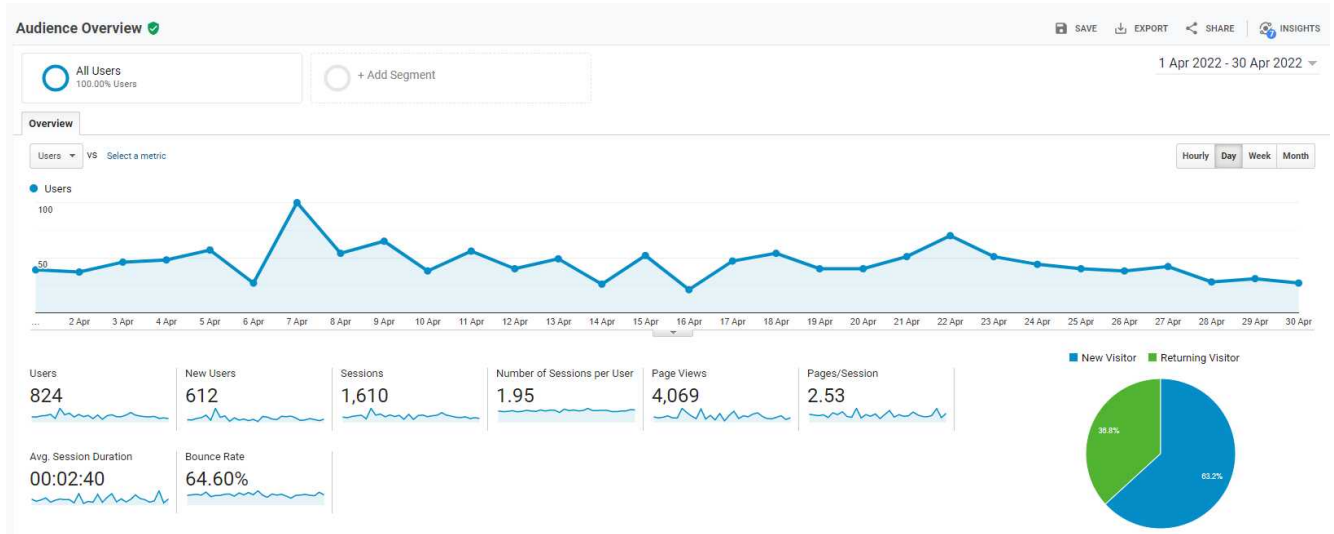 Audience Overview
SAVE EXPORT SHARE 7 INSIGHTS
All Users
100.00% Users
+ Add Segment
1 Apr 2022 - 30 Apr 2022
Overview
Users VS Select a metric
Hourly Day Week Month
Users
100
50
... 2 Apr 3 Apr 4 Apr 5 Apr 6 Apr 7 Apr 8 Apr 9 Apr 10 Apr 11 Apr 12 Apr 13 Apr 14 Apr 15 Apr 16 Apr 17 Apr 18 Apr 19 Apr 20 Apr 21 Apr 22 Apr 23 Apr 24 Apr 25 Apr 26 Apr 27 Apr 28 Apr 29 Apr 30 Apr
New Visitor Returning Visitor
Users New Users Sessions Number of Sessions per User Page Views Pages/Session
824 612 1,610 1.95 4,069 2.53
Avg. Session Duration Bounce Rate
00:02:40 64.60%
36.8%
63.2%